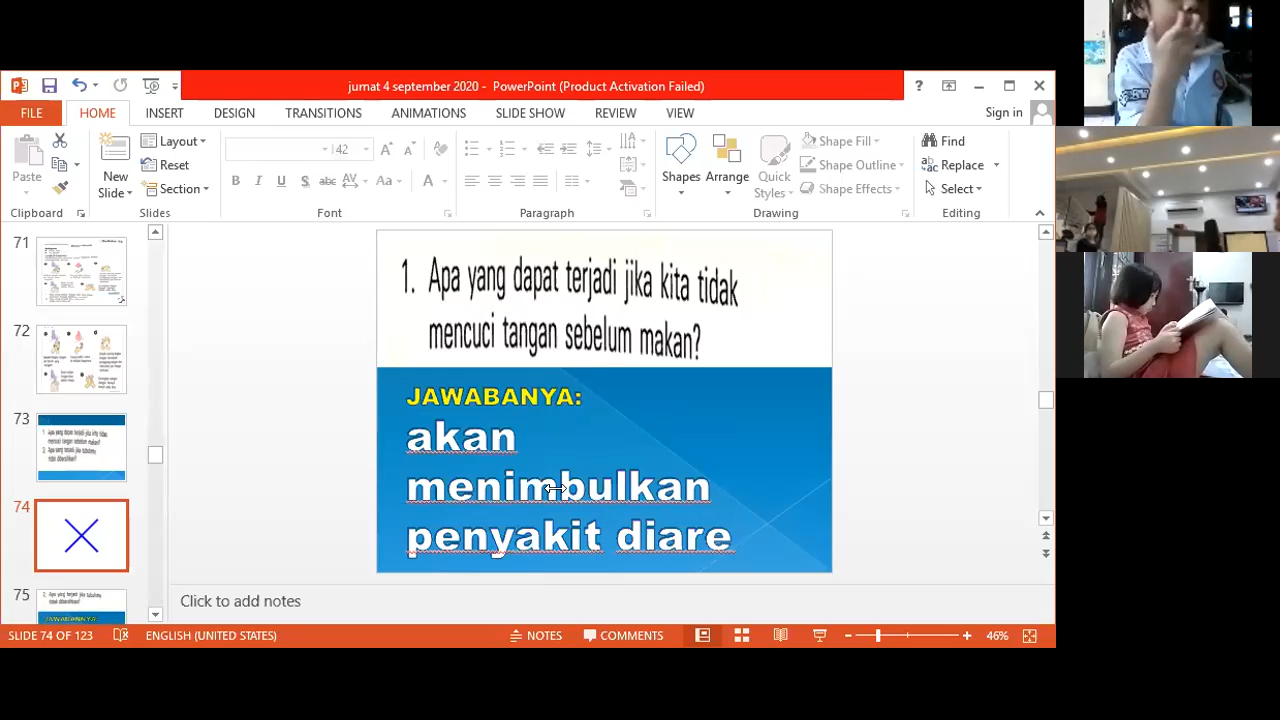 jumat 4 september 2020 - PowerPoint (Product Activation Failed)
FILE
HOME
INSERT
DESIGN
TRANSITIONS
ANIMATIONS
SLIDE SHOW
REVIEW
VIEW
Sign in
Paste
New
Slide
Layout
Reset
Section
42
Shapes
Arrange
Quick
Styles
Shape Fill
Shape Outline
Shape Effects
Find
Replace
Select
Clipboard
Slides
Font
Paragraph
Drawing
Editing
71
72
73
74
75
1. Apa yang dapat terjadi jika kita tidak
mencuci tangan sebelum makan?
JAWABANYA:
akan
menimbulkan
penyakit diare
Click to add notes
SLIDE 74 OF 123
ENGLISH (UNITED STATES)
NOTES
COMMENTS
46%